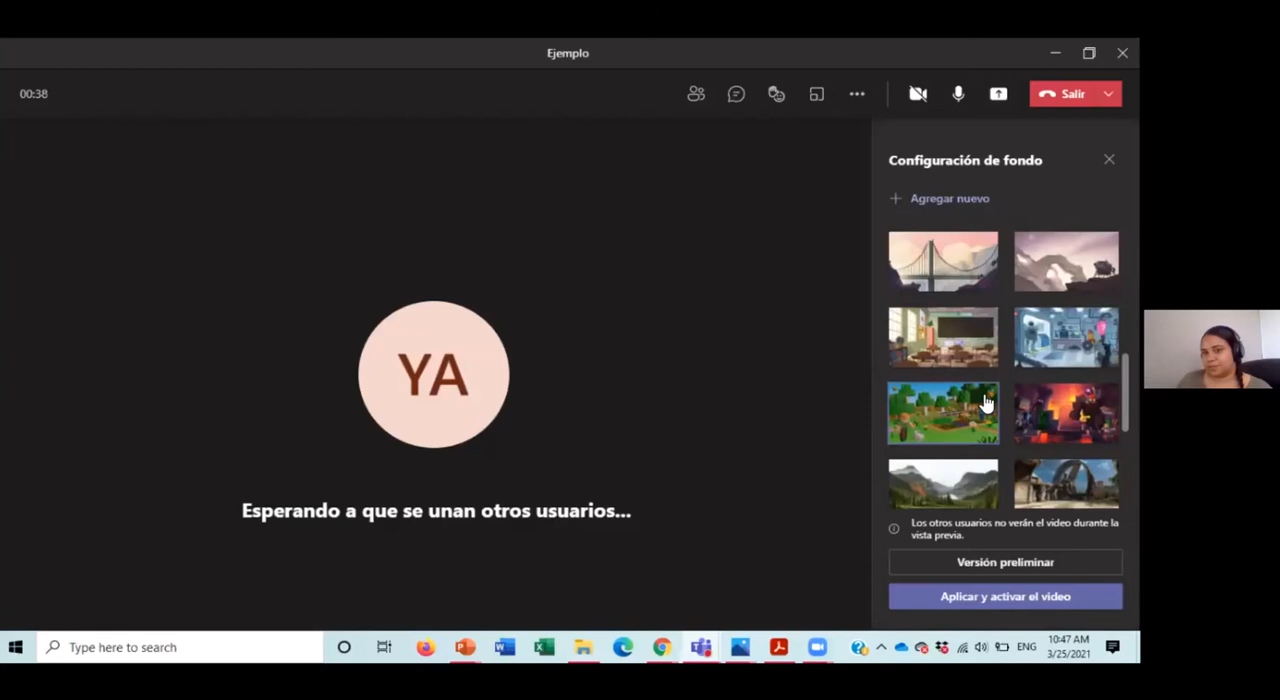 Ejemplo
00:38
Salir
Configuración de fondo
Agregar nuevo
YA
Esperando a que se unan otros usuarios...
Los otros usuarios no verán el video durante la
vista previa.
Versión preliminar
Aplicar y activar el video
Type here to search
ENG
10:47 AM
3/25/2021